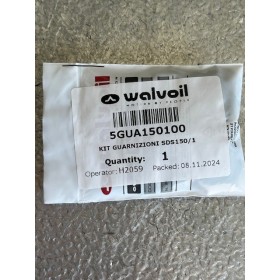 walvoil
5GUA150100
KIT GUARNIZIONI SDS150/1
Quantity: 1
Operator: H2059 Packed: 08.11.2024